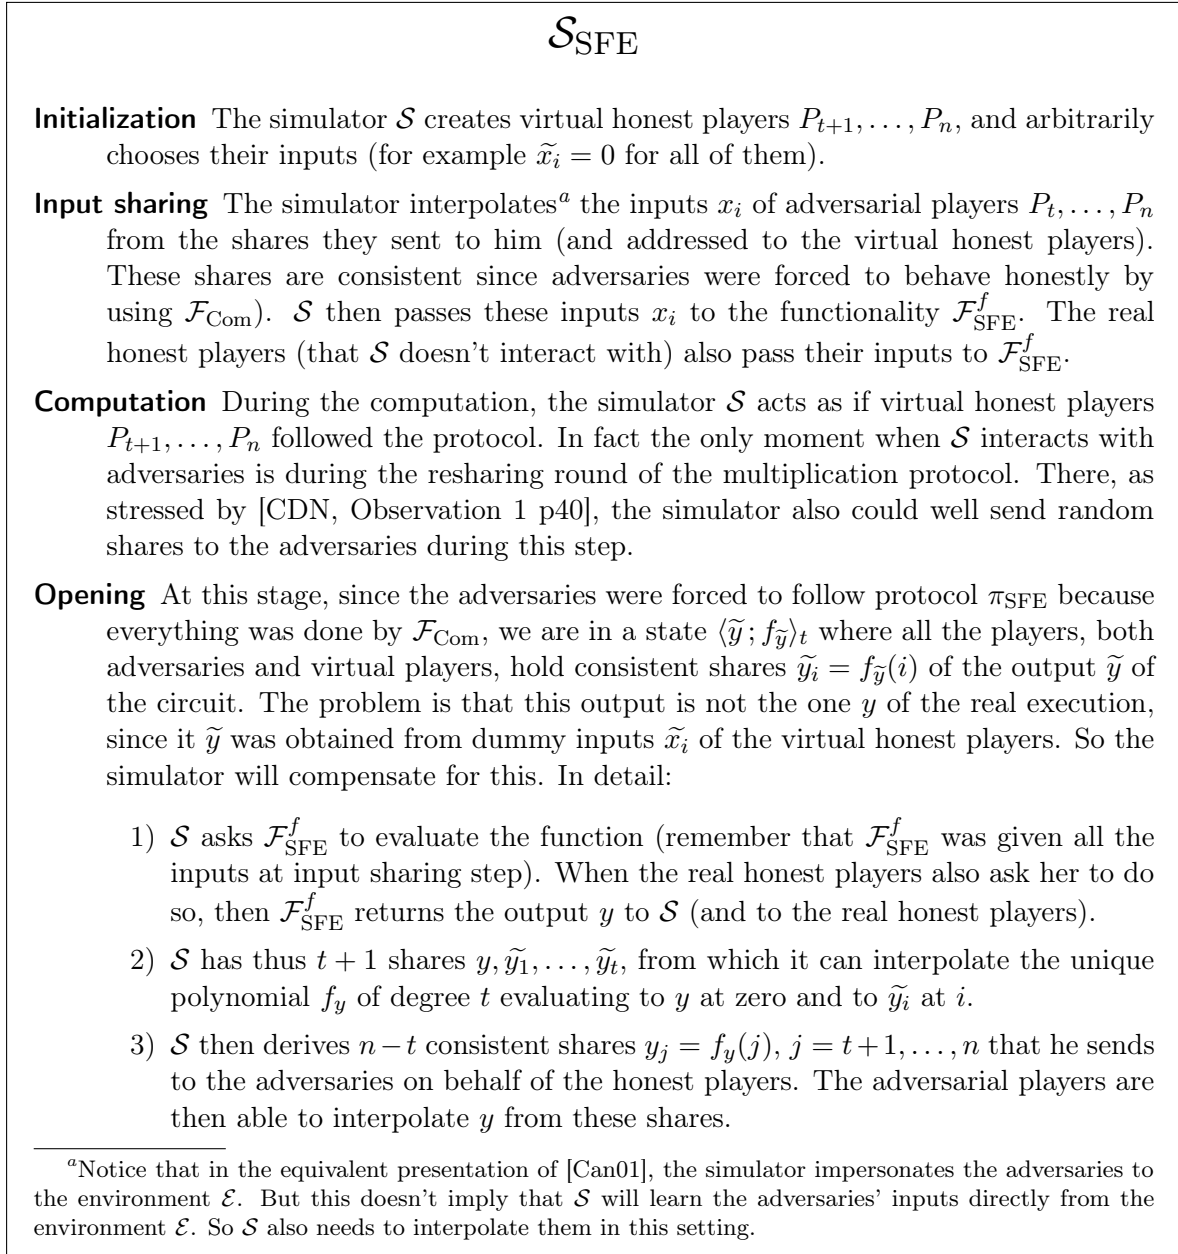 𝒮_SFE
Initialization The simulator 𝒮 creates virtual honest players P_{t+1}, …, P_n, and arbitrarily
chooses their inputs (for example x̃_i = 0 for all of them).
Input sharing The simulator interpolates^a the inputs x_i of adversarial players P_t, …, P_n
from the shares they sent to him (and addressed to the virtual honest players).
These shares are consistent since adversaries were forced to behave honestly by
using ℱ_Com). 𝒮 then passes these inputs x_i to the functionality ℱ^f_SFE. The real
honest players (that 𝒮 doesn't interact with) also pass their inputs to ℱ^f_SFE.
Computation During the computation, the simulator 𝒮 acts as if virtual honest players
P_{t+1}, …, P_n followed the protocol. In fact the only moment when 𝒮 interacts with
adversaries is during the resharing round of the multiplication protocol. There, as
stressed by [CDN, Observation 1 p40], the simulator also could well send random
shares to the adversaries during this step.
Opening At this stage, since the adversaries were forced to follow protocol π_SFE because
everything was done by ℱ_Com, we are in a state ⟨ỹ ; f_ỹ⟩_t where all the players, both
adversaries and virtual players, hold consistent shares ỹ_i = f_ỹ(i) of the output ỹ of
the circuit. The problem is that this output is not the one y of the real execution,
since it ỹ was obtained from dummy inputs x̃_i of the virtual honest players. So the
simulator will compensate for this. In detail:
1) 𝒮 asks ℱ^f_SFE to evaluate the function (remember that ℱ^f_SFE was given all the
inputs at input sharing step). When the real honest players also ask her to do
so, then ℱ^f_SFE returns the output y to 𝒮 (and to the real honest players).
2) 𝒮 has thus t + 1 shares y, ỹ_1, …, ỹ_t, from which it can interpolate the unique
polynomial f_y of degree t evaluating to y at zero and to ỹ_i at i.
3) 𝒮 then derives n − t consistent shares y_j = f_y(j), j = t+1, …, n that he sends
to the adversaries on behalf of the honest players. The adversarial players are
then able to interpolate y from these shares.
^aNotice that in the equivalent presentation of [Can01], the simulator impersonates the adversaries to
the environment ℰ. But this doesn't imply that 𝒮 will learn the adversaries' inputs directly from the
environment ℰ. So 𝒮 also needs to interpolate them in this setting.